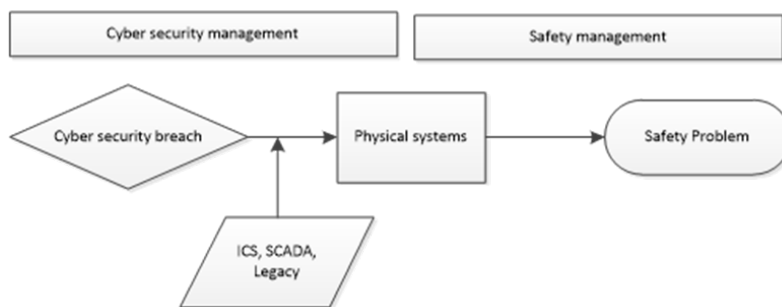 Cyber security management
Safety management
Cyber security breach
Physical systems
Safety Problem
ICS, SCADA,
Legacy